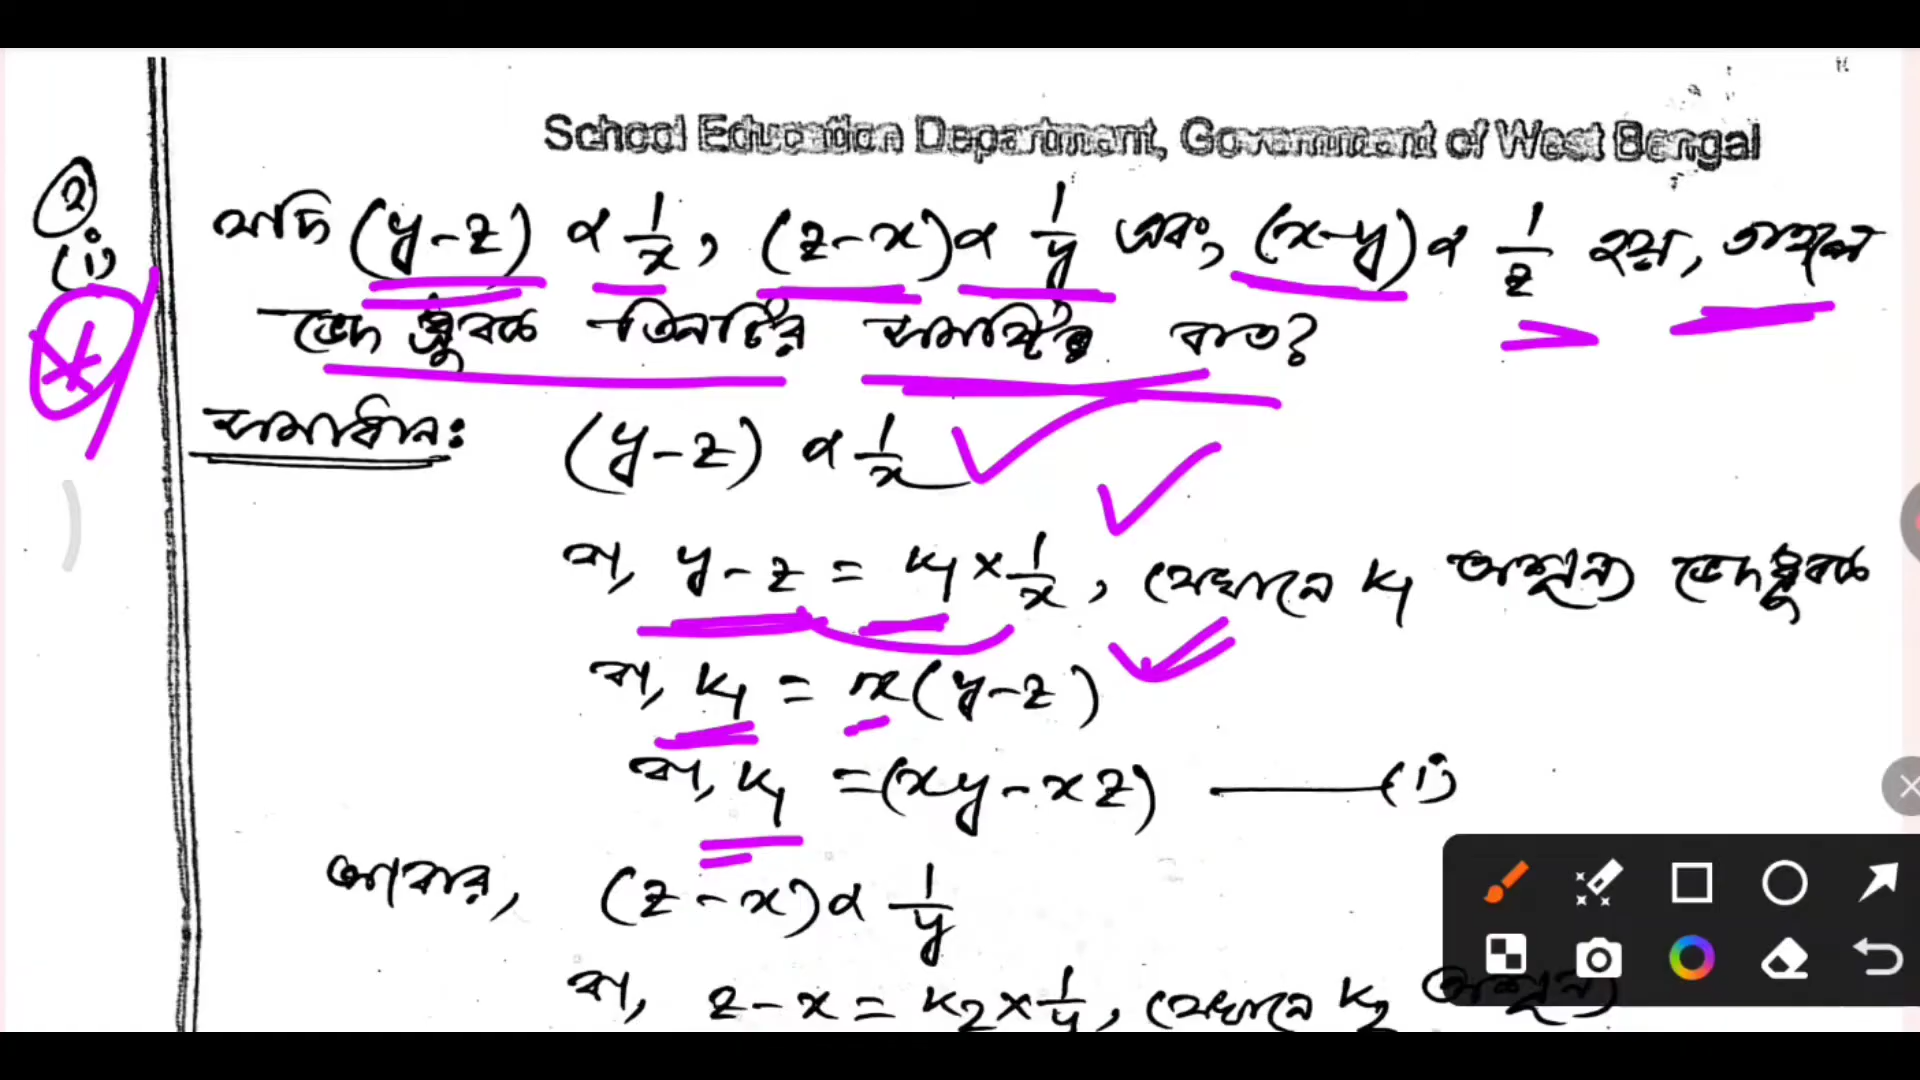 School Education Department, Government of West Bengal
২
(i) যদি (y-z) α 1/x, (z-x) α 1/y এবং, (x-y) α 1/z হয়, তাহলে
ভেদ ধ্রুবক তিনটির সমষ্টি কত?
সমাধান: (y-z) α 1/x
বা, y-z = k₁ × 1/x, যেখানে k₁ অশূন্য ভেদধ্রুবক
বা, k₁ = x(y-z)
বা, k₁ = (xy-xz) ——— (i)
আবার, (z-x) α 1/y
বা, z-x = k₂ × 1/y, যেখানে k₂ অশূন্য